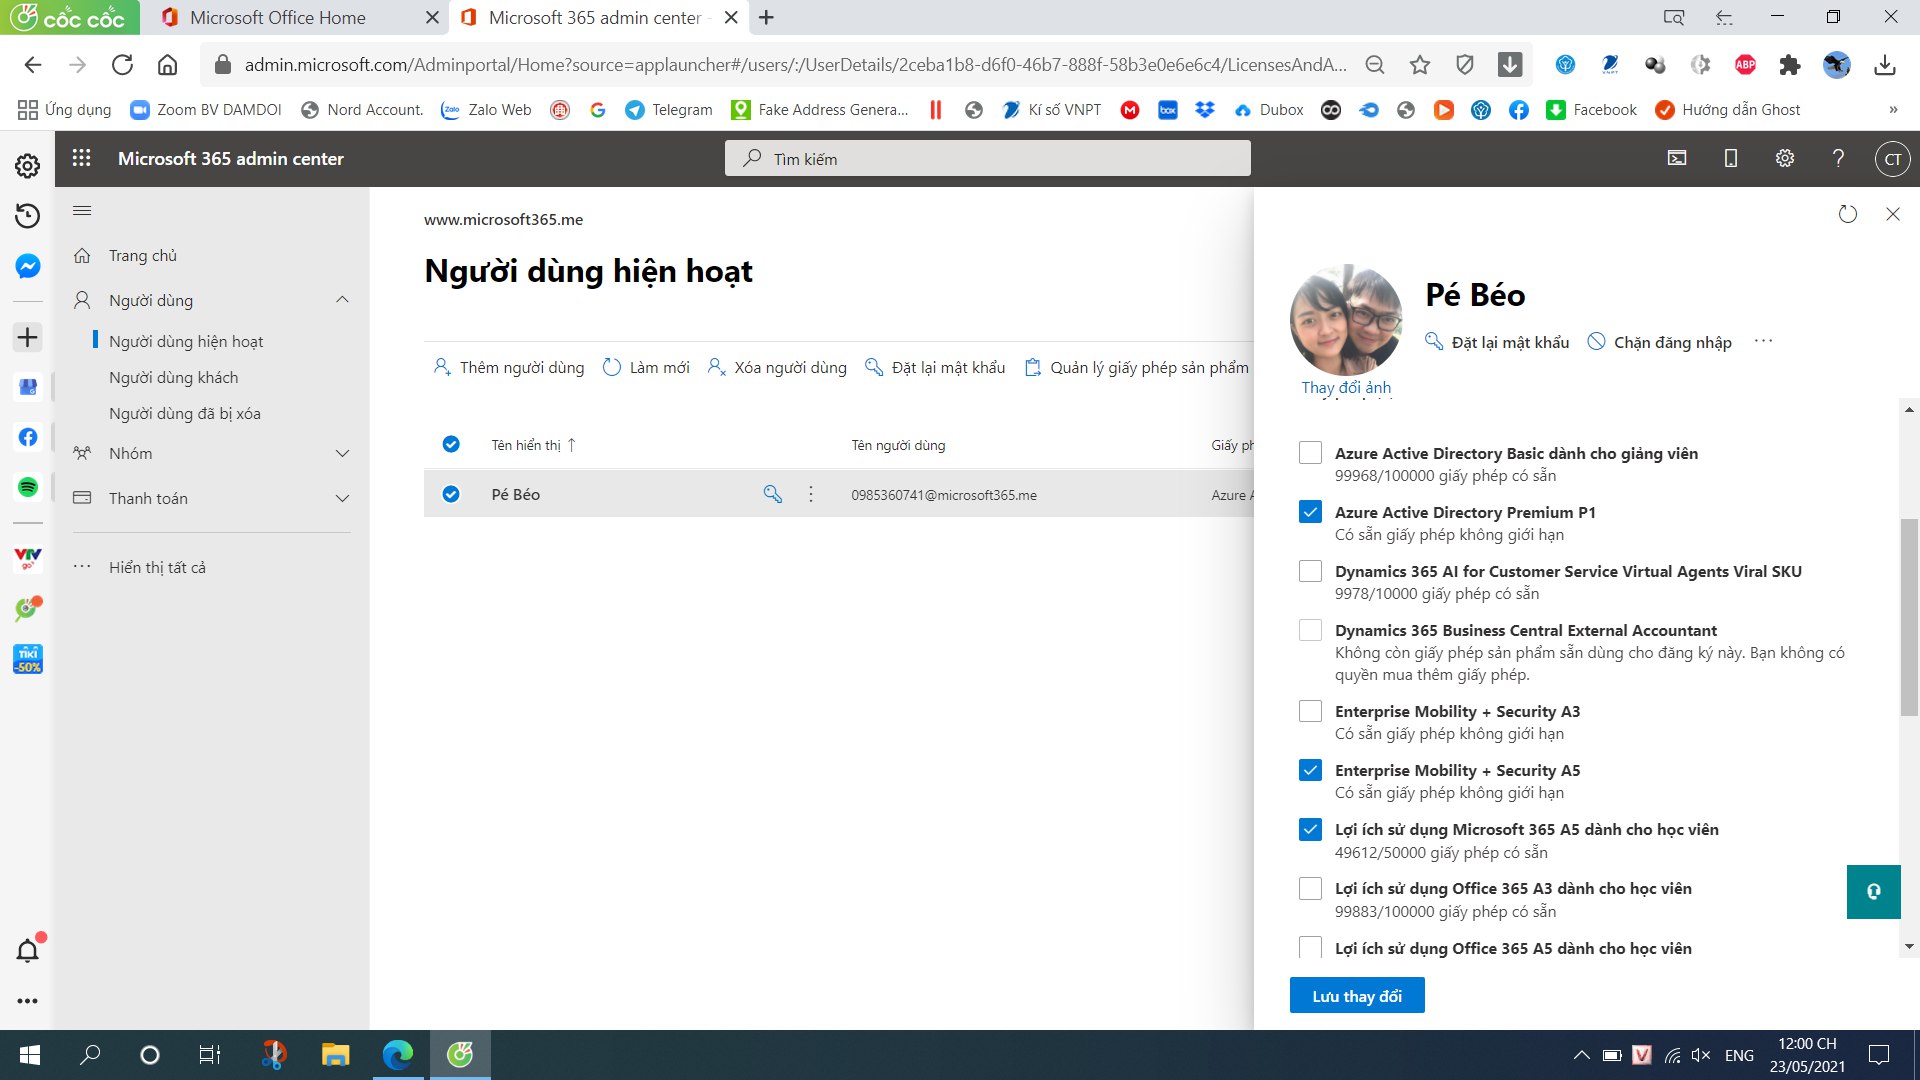 cốc cốc
Microsoft Office Home
Microsoft 365 admin center
admin.microsoft.com/Adminportal/Home?source=applauncher#/users/:/UserDetails/2ceba1b8-d6f0-46b7-888f-58b3e0e6e6c4/LicensesAndA...
ABP
Ứng dụng
Zoom BV DAMDOI
Nord Account.
Zalo
Zalo Web
Telegram
Fake Address Genera...
Kí số VNPT
box
Dubox
Facebook
Hướng dẫn Ghost
»
Microsoft 365 admin center
Tìm kiếm
CT
Trang chủ
Người dùng
Người dùng hiện hoạt
Người dùng khách
Người dùng đã bị xóa
Nhóm
Thanh toán
Hiển thị tất cả
VTV
go
TIKI
-50%
www.microsoft365.me
Người dùng hiện hoạt
Thêm người dùng
Làm mới
Xóa người dùng
Đặt lại mật khẩu
Quản lý giấy phép sản phẩm
Tên hiển thị ↑
Tên người dùng
Giấy ph
Pé Béo
0985360741@microsoft365.me
Azure A
Pé Béo
Đặt lại mật khẩu
Chặn đăng nhập
Thay đổi ảnh
Azure Active Directory Basic dành cho giảng viên
99968/100000 giấy phép có sẵn
Azure Active Directory Premium P1
Có sẵn giấy phép không giới hạn
Dynamics 365 AI for Customer Service Virtual Agents Viral SKU
9978/10000 giấy phép có sẵn
Dynamics 365 Business Central External Accountant
Không còn giấy phép sản phẩm sẵn dùng cho đăng ký này. Bạn không có
quyền mua thêm giấy phép.
Enterprise Mobility + Security A3
Có sẵn giấy phép không giới hạn
Enterprise Mobility + Security A5
Có sẵn giấy phép không giới hạn
Lợi ích sử dụng Microsoft 365 A5 dành cho học viên
49612/50000 giấy phép có sẵn
Lợi ích sử dụng Office 365 A3 dành cho học viên
99883/100000 giấy phép có sẵn
Lợi ích sử dụng Office 365 A5 dành cho học viên
Lưu thay đổi
ENG
12:00 CH
23/05/2021